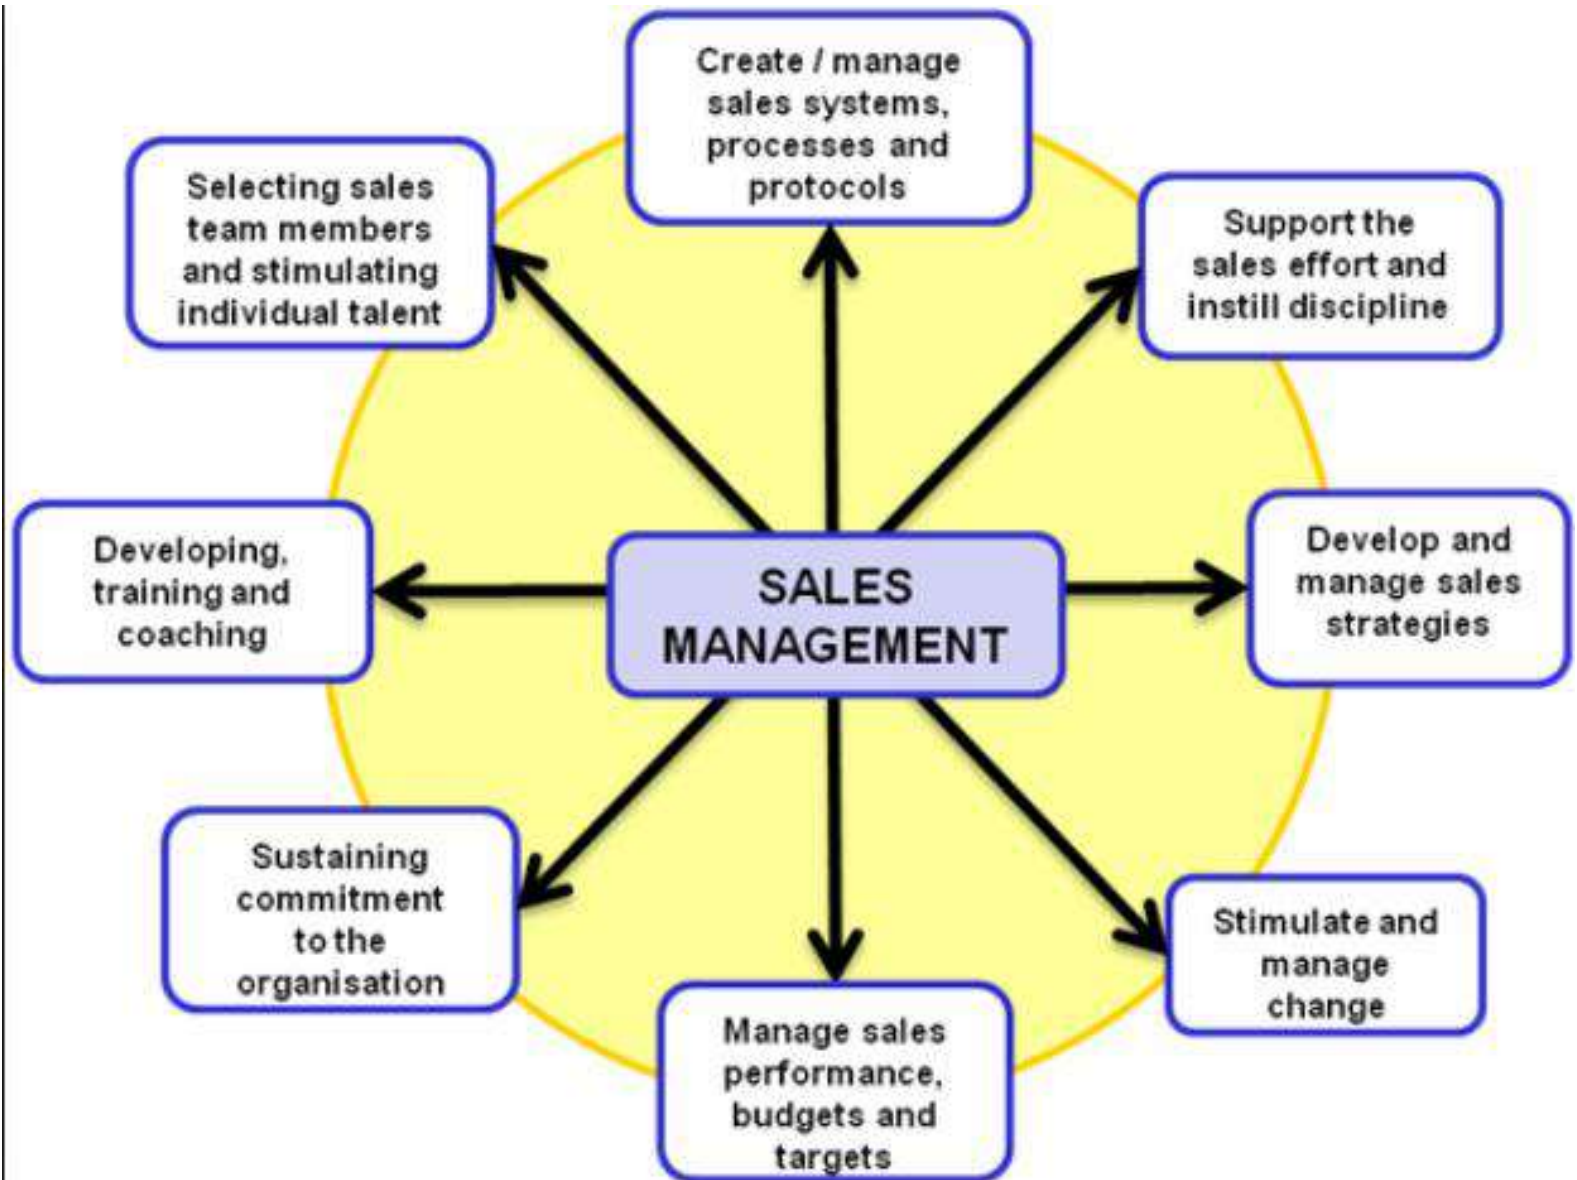 Create / manage
sales systems,
processes and
protocols
Selecting sales
team members
and stimulating
individual talent
Support the
sales effort and
instill discipline
Developing,
training and
coaching
SALES
MANAGEMENT
Develop and
manage sales
strategies
Sustaining
commitment
to the
organisation
Stimulate and
manage
change
Manage sales
performance,
budgets and
targets